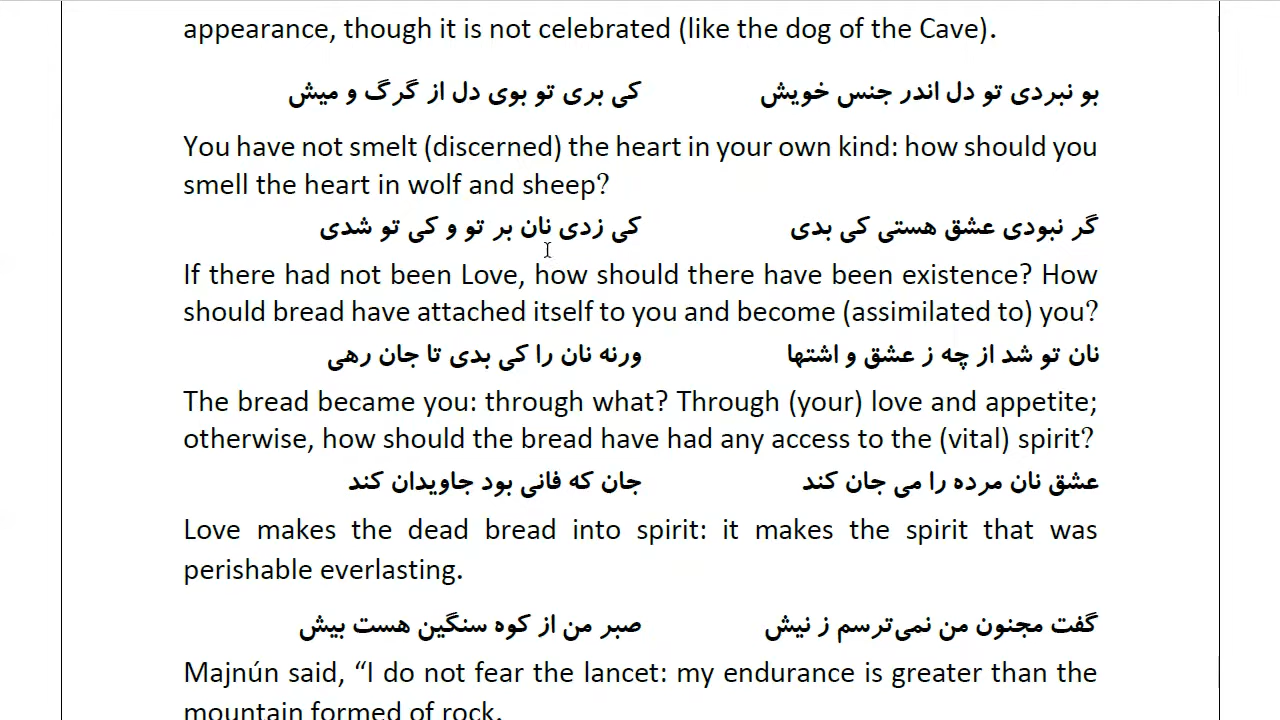 appearance, though it is not celebrated (like the dog of the Cave).
بو نبردی تو دل اندر جنس خویش کی بری تو بوی دل از گرگ و میش
You have not smelt (discerned) the heart in your own kind: how should you
smell the heart in wolf and sheep?
گر نبودی عشق هستی کی بدی کی زدی نان بر تو و کی تو شدی
If there had not been Love, how should there have been existence? How
should bread have attached itself to you and become (assimilated to) you?
نان تو شد از چه ز عشق و اشتها ورنه نان را کی بدی تا جان رهی
The bread became you: through what? Through (your) love and appetite;
otherwise, how should the bread have had any access to the (vital) spirit?
عشق نان مرده را می جان کند جان که فانی بود جاویدان کند
Love makes the dead bread into spirit: it makes the spirit that was
perishable everlasting.
گفت مجنون من نمی‌ترسم ز نیش صبر من از کوه سنگین هست بیش
Majnún said, “I do not fear the lancet: my endurance is greater than the
mountain formed of rock.